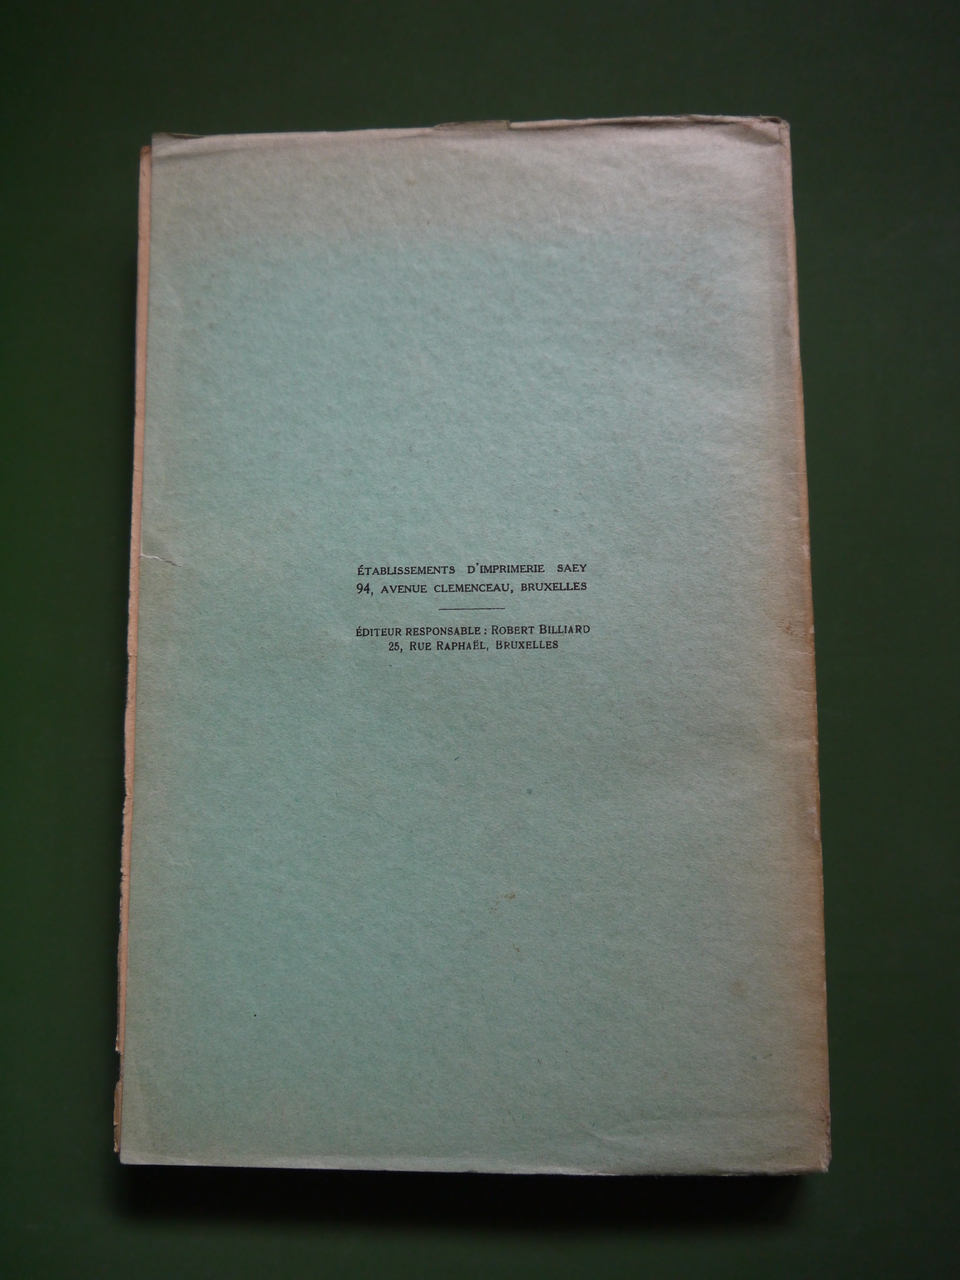 ÉTABLISSEMENTS D'IMPRIMERIE SAEY
94, AVENUE CLEMENCEAU, BRUXELLES
ÉDITEUR RESPONSABLE : ROBERT BILLIARD
25, RUE RAPHAËL, BRUXELLES